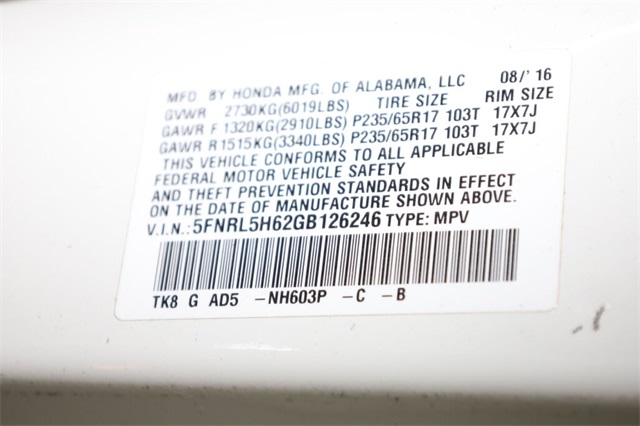 MFD BY HONDA MFG. OF ALABAMA, LLC 08/'16
GVWR 2730KG(6019LBS) TIRE SIZE RIM SIZE
GAWR F 1320KG(2910LBS) P235/65R17 103T 17X7J
GAWR R1515KG(3340LBS) P235/65R17 103T 17X7J
THIS VEHICLE CONFORMS TO ALL APPLICABLE
FEDERAL MOTOR VEHICLE SAFETY
AND THEFT PREVENTION STANDARDS IN EFFECT
ON THE DATE OF MANUFACTURE SHOWN ABOVE.
V.I.N.:5FNRL5H62GB126246 TYPE: MPV
TK8 G AD5 -NH603P -C -B